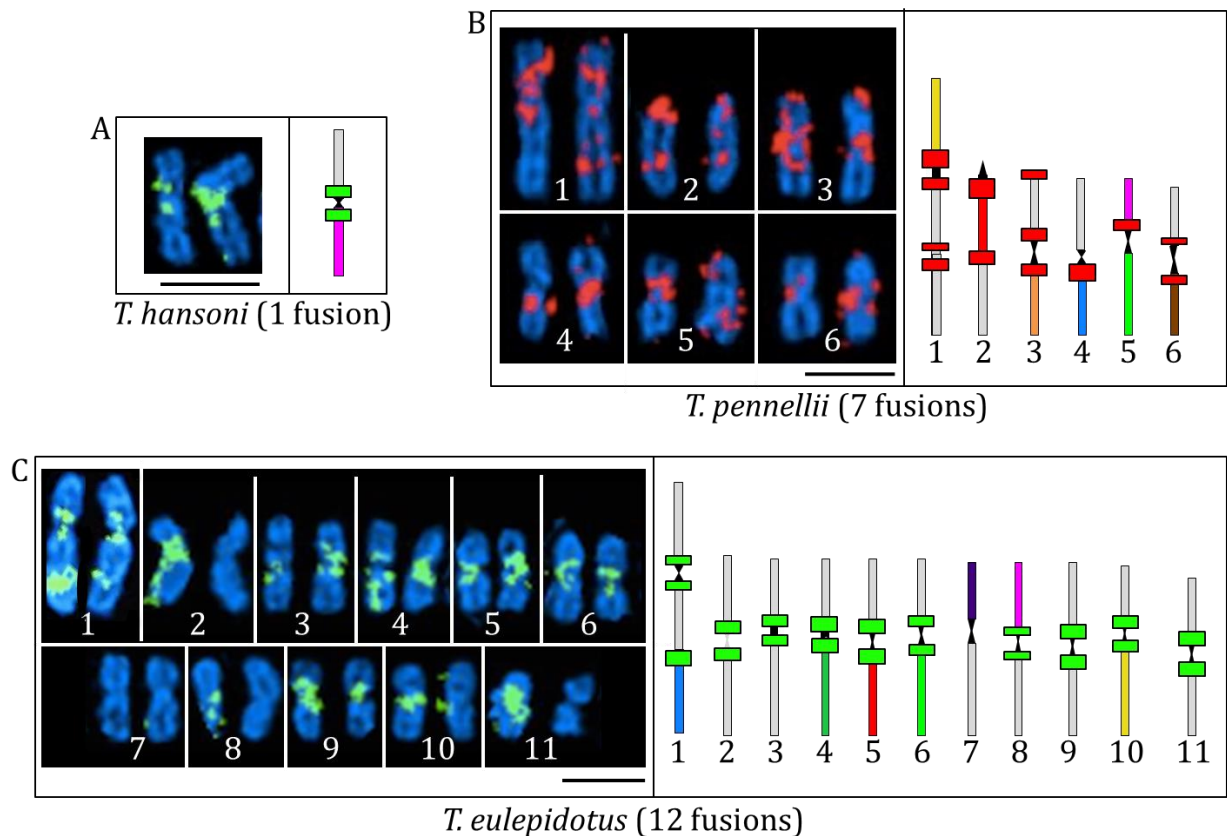 A
T. hansoni (1 fusion)
B
1 2 3
4 5 6
1 2 3 4 5 6
T. pennellii (7 fusions)
C
1 2 3 4 5 6
7 8 9 10 11
1 2 3 4 5 6 7 8 9 10 11
T. eulepidotus (12 fusions)